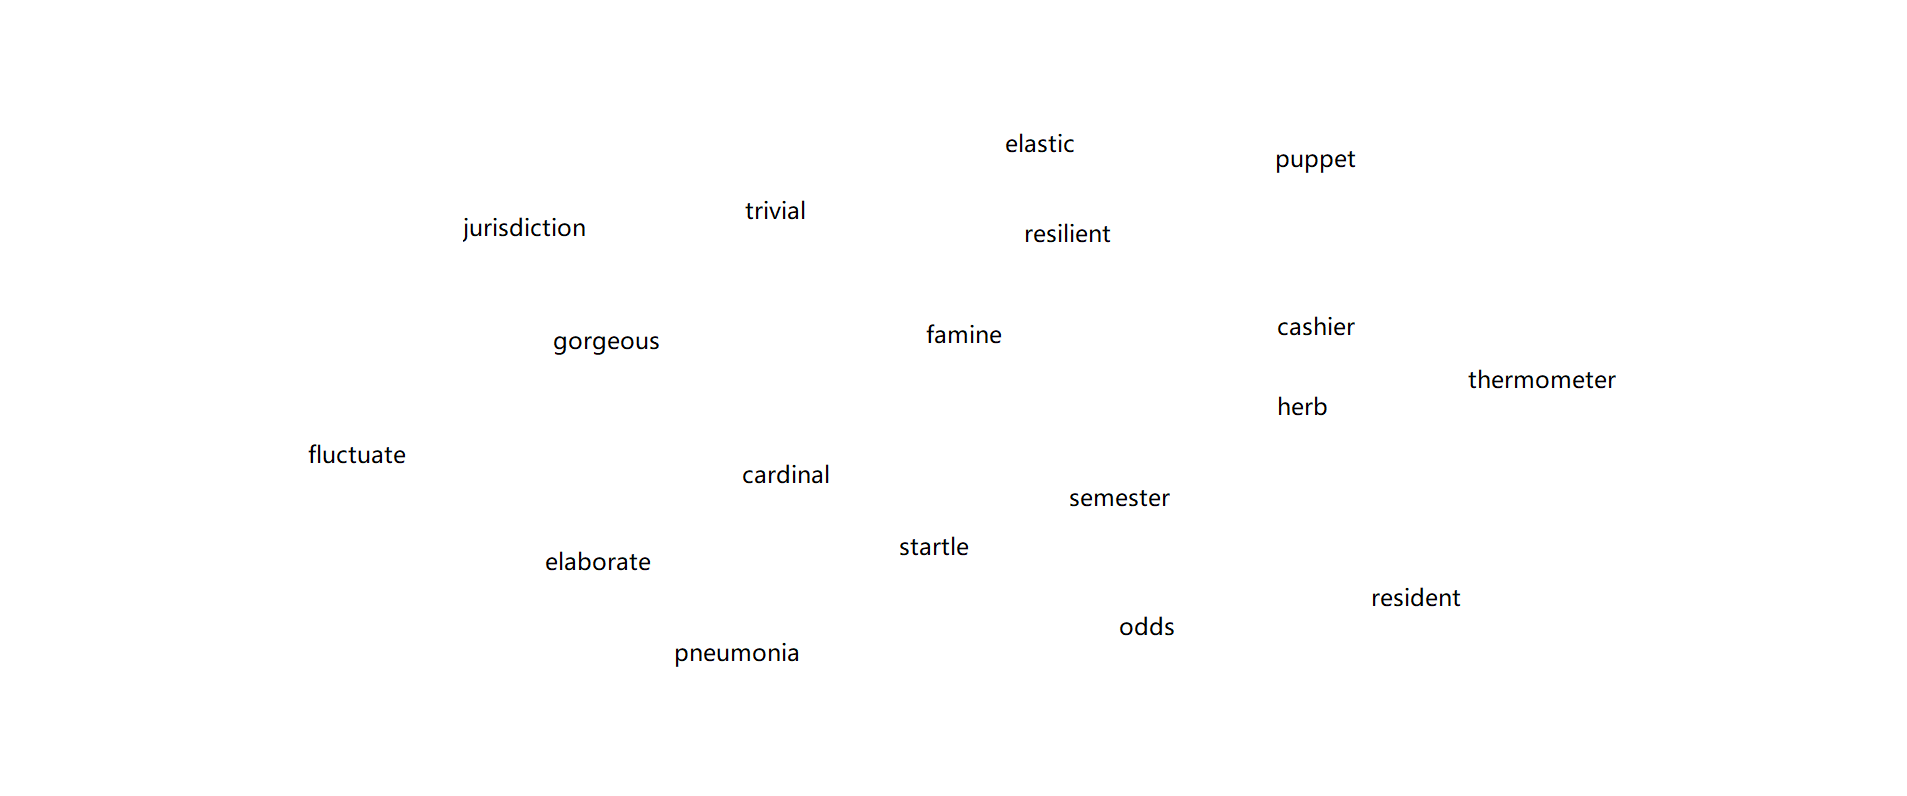 elastic
puppet
trivial
jurisdiction
resilient
cashier
famine
gorgeous
thermometer
herb
fluctuate
cardinal
semester
startle
elaborate
resident
odds
pneumonia